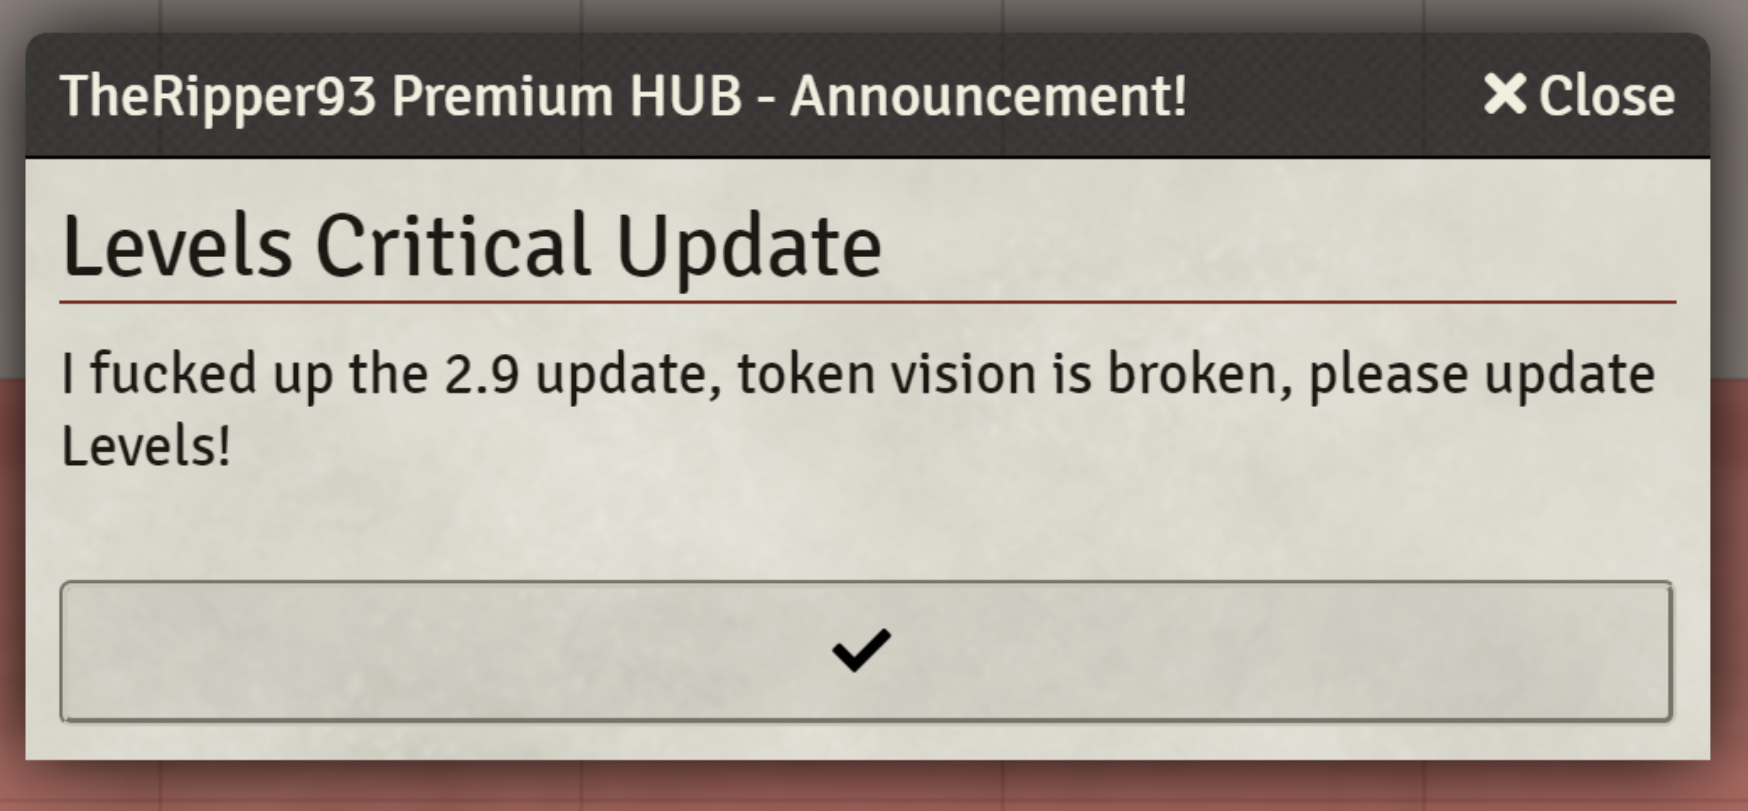 TheRipper93 Premium HUB - Announcement!
Close
Levels Critical Update
I fucked up the 2.9 update, token vision is broken, please update
Levels!